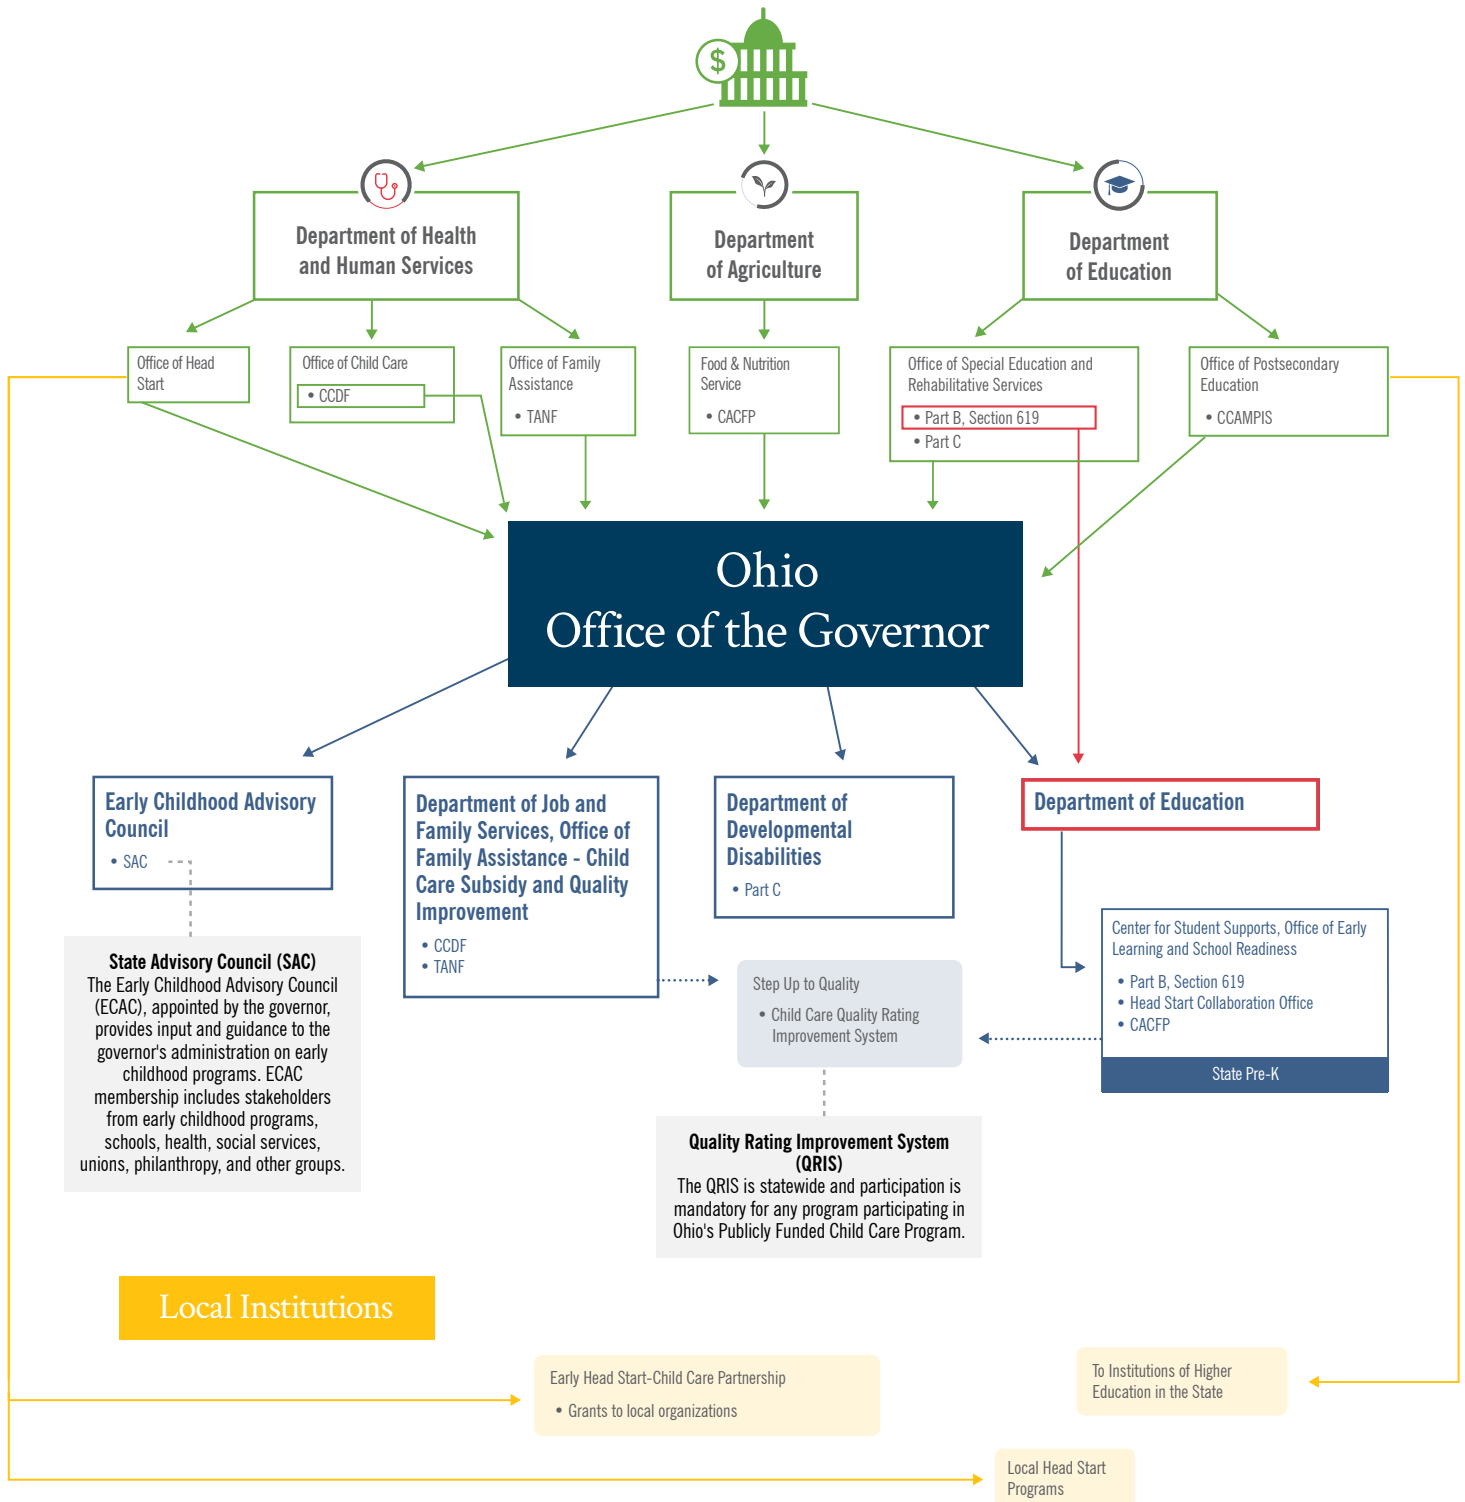 $
Department of Health
and Human Services
Department
of Agriculture
Department
of Education
Office of Head
Start
Office of Child Care
• CCDF
Office of Family
Assistance
• TANF
Food & Nutrition
Service
• CACFP
Office of Special Education and
Rehabilitative Services
• Part B, Section 619
• Part C
Office of Postsecondary
Education
• CCAMPIS
Ohio
Office of the Governor
Early Childhood Advisory
Council
• SAC
Department of Job and
Family Services, Office of
Family Assistance - Child
Care Subsidy and Quality
Improvement
• CCDF
• TANF
Department of
Developmental
Disabilities
• Part C
Department of Education
Center for Student Supports, Office of Early
Learning and School Readiness
• Part B, Section 619
• Head Start Collaboration Office
• CACFP
State Pre-K
State Advisory Council (SAC)
The Early Childhood Advisory Council
(ECAC), appointed by the governor,
provides input and guidance to the
governor's administration on early
childhood programs. ECAC
membership includes stakeholders
from early childhood programs,
schools, health, social services,
unions, philanthropy, and other groups.
Step Up to Quality
• Child Care Quality Rating
Improvement System
Quality Rating Improvement System
(QRIS)
The QRIS is statewide and participation is
mandatory for any program participating in
Ohio's Publicly Funded Child Care Program.
Local Institutions
Early Head Start-Child Care Partnership
• Grants to local organizations
To Institutions of Higher
Education in the State
Local Head Start
Programs